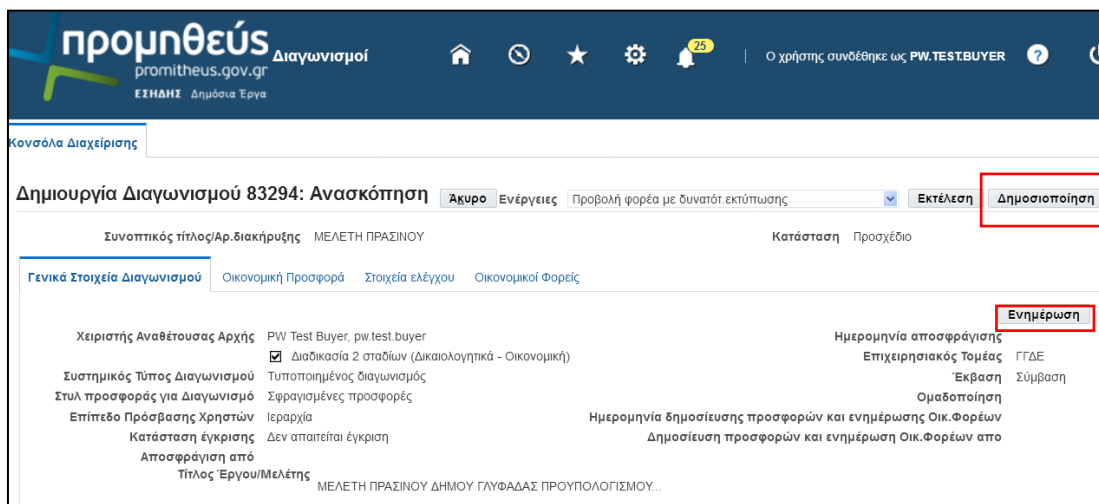 προμηθεύς Διαγωνισμοί 25 Ο χρήστης συνδέθηκε ως PW.TEST.BUYER ?
promitheus.gov.gr
ΕΣΗΔΗΣ Δημόσια Έργα
Κονσόλα Διαχείρισης
Δημιουργία Διαγωνισμού 83294: Ανασκόπηση Άκυρο Ενέργειες Προβολή φορέα με δυνατότ.εκτύπωσης Εκτέλεση Δημοσιοποίηση
Συνοπτικός τίτλος/Αρ.διακήρυξης ΜΕΛΕΤΗ ΠΡΑΣΙΝΟΥ Κατάσταση Προσχέδιο
Γενικά Στοιχεία Διαγωνισμού Οικονομική Προσφορά Στοιχεία ελέγχου Οικονομικοί Φορείς
Ενημέρωση
Χειριστής Αναθέτουσας Αρχής PW Test Buyer, pw.test.buyer Ημερομηνία αποσφράγισης
Διαδικασία 2 σταδίων (Δικαιολογητικά - Οικονομική) Επιχειρησιακός Τομέας ΓΓΔΕ
Συστημικός Τύπος Διαγωνισμού Τυποποιημένος διαγωνισμός Έκβαση Σύμβαση
Στυλ προσφοράς για Διαγωνισμό Σφραγισμένες προσφορές Ομαδοποίηση
Επίπεδο Πρόσβασης Χρηστών Ιεραρχία Ημερομηνία δημοσίευσης προσφορών και ενημέρωσης Οικ.Φορέων
Κατάσταση έγκρισης Δεν απαιτείται έγκριση Δημοσίευση προσφορών και ενημέρωση Οικ.Φορέων απο
Αποσφράγιση από
Τίτλος Έργου/Μελέτης ΜΕΛΕΤΗ ΠΡΑΣΙΝΟΥ ΔΗΜΟΥ ΓΛΥΦΑΔΑΣ ΠΡΟΥΠΟΛΟΓΙΣΜΟΥ...